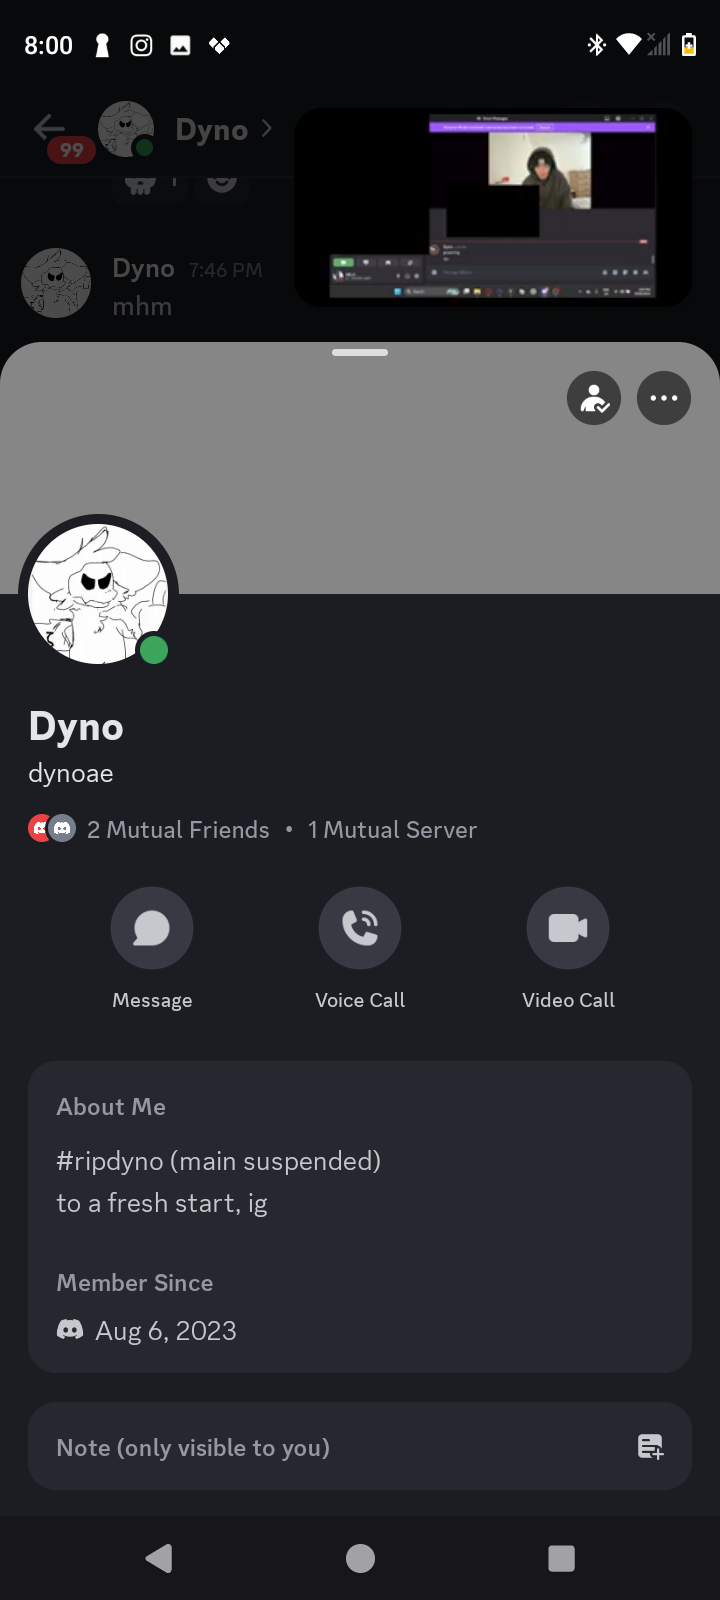 8:00
99
Dyno
1
Dyno 7:46 PM
mhm
Dyno
dynoae
2 Mutual Friends • 1 Mutual Server
Message
Voice Call
Video Call
About Me
#ripdyno (main suspended)
to a fresh start, ig
Member Since
Aug 6, 2023
Note (only visible to you)